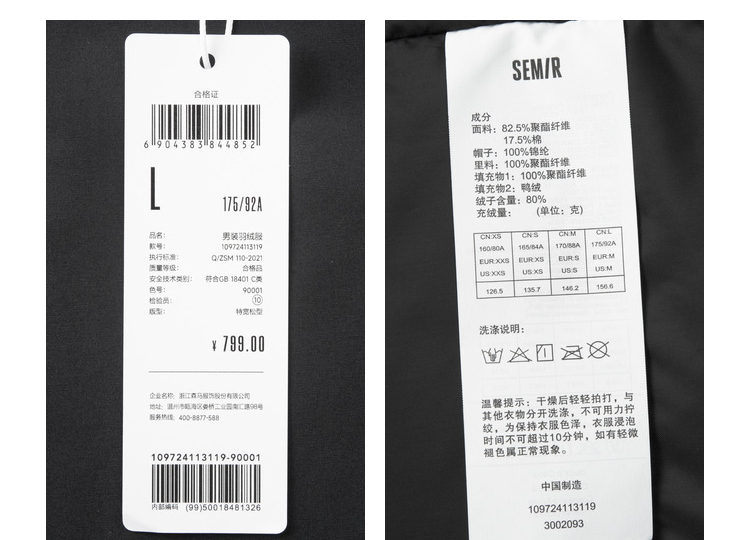 合格证
6 904383 844852
L
175/92A
品名: 男装羽绒服
款号: 109724113119
执行标准: Q/ZSM 110-2021
质量等级: 合格品
安全技术类别: 符合GB 18401 C类
色号: 90001
检验员: 10
版型: 特宽松型
¥ 799.00
企业名称: 浙江森马服饰股份有限公司
地址: 温州市瓯海区娄桥工业园南汇路98号
服务热线: 400-8877-588
109724113119-90001
内部编码 (99)50018481326
SEMIR
成分
面料: 82.5%聚酯纤维
17.5%棉
帽子: 100%锦纶
里料: 100%聚酯纤维
填充物1: 100%聚酯纤维
填充物2: 鸭绒
绒子含量: 80%
充绒量: (单位: 克)
CN:XS CN:S CN:M CN:L
160/80A 165/84A 170/88A 175/92A
EUR:XXS EUR:XS EUR:S EUR:M
US:XXS US:XS US:S US:M
126.5 135.7 146.2 156.6
洗涤说明:
温馨提示: 干燥后轻轻拍打, 与
其他衣物分开洗涤, 不可用力拧
绞, 为保持衣服色泽, 衣服浸泡
时间不可超过10分钟, 如有轻微
褪色属正常现象。
中国制造
109724113119
3002093